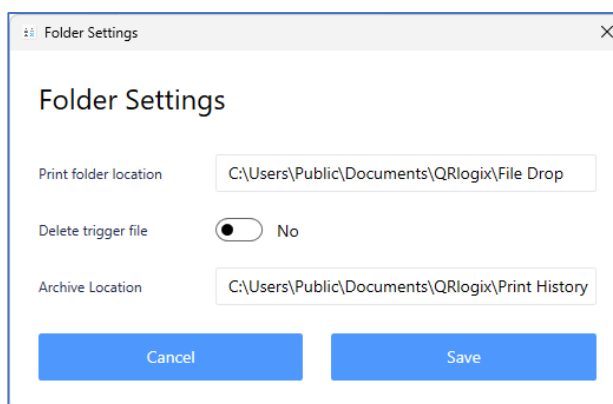 Folder Settings
Folder Settings
Print folder location
C:\Users\Public\Documents\QRlogix\File Drop
Delete trigger file
No
Archive Location
C:\Users\Public\Documents\QRlogix\Print History
Cancel
Save